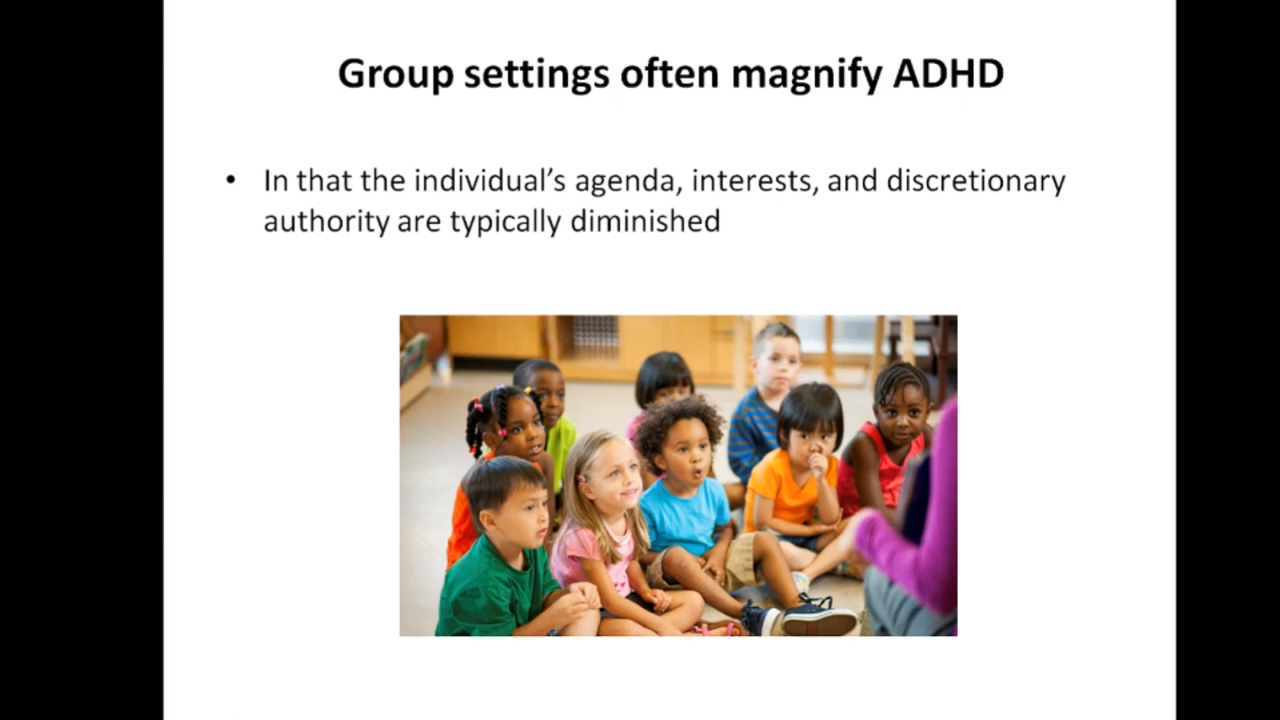 Group settings often magnify ADHD
• In that the individual’s agenda, interests, and discretionary
authority are typically diminished